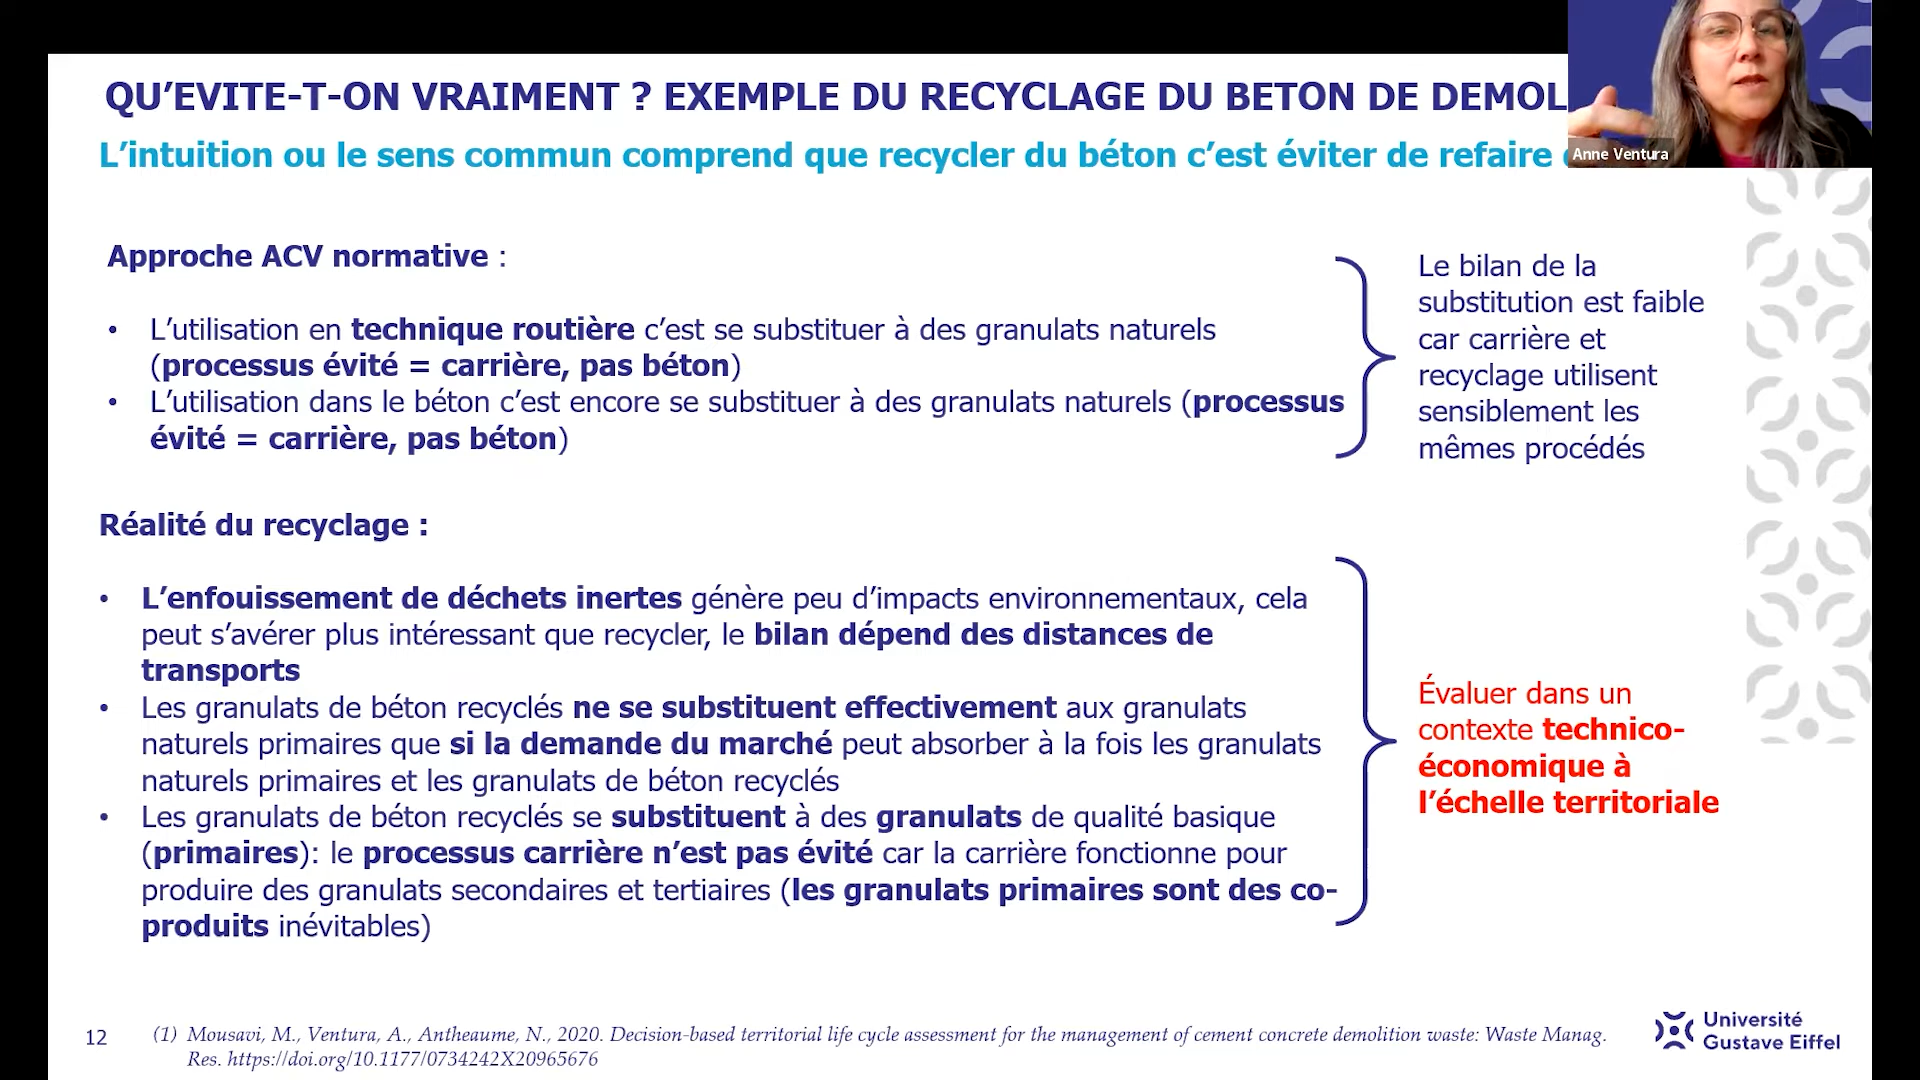 QU’EVITE-T-ON VRAIMENT ? EXEMPLE DU RECYCLAGE DU BETON DE DEMOL
L’intuition ou le sens commun comprend que recycler du béton c’est éviter de refaire
Anne Ventura
Approche ACV normative :
• L’utilisation en technique routière c’est se substituer à des granulats naturels
(processus évité = carrière, pas béton)
• L’utilisation dans le béton c’est encore se substituer à des granulats naturels (processus
évité = carrière, pas béton)
Le bilan de la
substitution est faible
car carrière et
recyclage utilisent
sensiblement les
mêmes procédés
Réalité du recyclage :
• L’enfouissement de déchets inertes génère peu d’impacts environnementaux, cela
peut s’avérer plus intéressant que recycler, le bilan dépend des distances de
transports
• Les granulats de béton recyclés ne se substituent effectivement aux granulats
naturels primaires que si la demande du marché peut absorber à la fois les granulats
naturels primaires et les granulats de béton recyclés
• Les granulats de béton recyclés se substituent à des granulats de qualité basique
(primaires): le processus carrière n’est pas évité car la carrière fonctionne pour
produire des granulats secondaires et tertiaires (les granulats primaires sont des co-
produits inévitables)
Évaluer dans un
contexte technico-
économique à
l’échelle territoriale
12
(1) Mousavi, M., Ventura, A., Antheaume, N., 2020. Decision-based territorial life cycle assessment for the management of cement concrete demolition waste: Waste Manag.
Res. https://doi.org/10.1177/0734242X20965676
Université
Gustave Eiffel